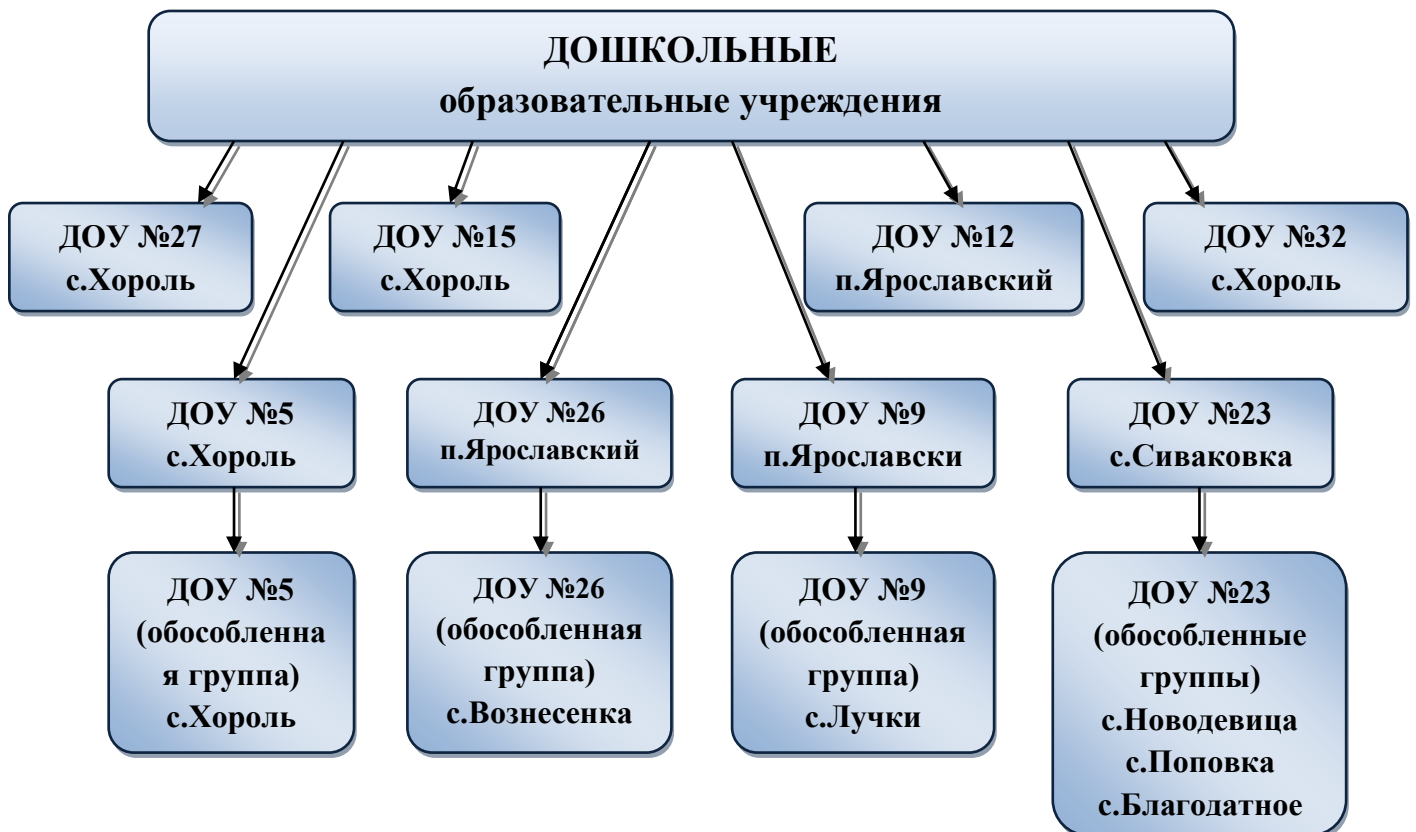 ДОШКОЛЬНЫЕ
образовательные учреждения
ДОУ №27
с.Хороль
ДОУ №15
с.Хороль
ДОУ №12
п.Ярославский
ДОУ №32
с.Хороль
ДОУ №5
с.Хороль
ДОУ №26
п.Ярославский
ДОУ №9
п.Ярославски
ДОУ №23
с.Сиваковка
ДОУ №5
(обособленна
я группа)
с.Хороль
ДОУ №26
(обособленная
группа)
с.Вознесенка
ДОУ №9
(обособленная
группа)
с.Лучки
ДОУ №23
(обособленные
группы)
с.Новодевица
с.Поповка
с.Благодатное